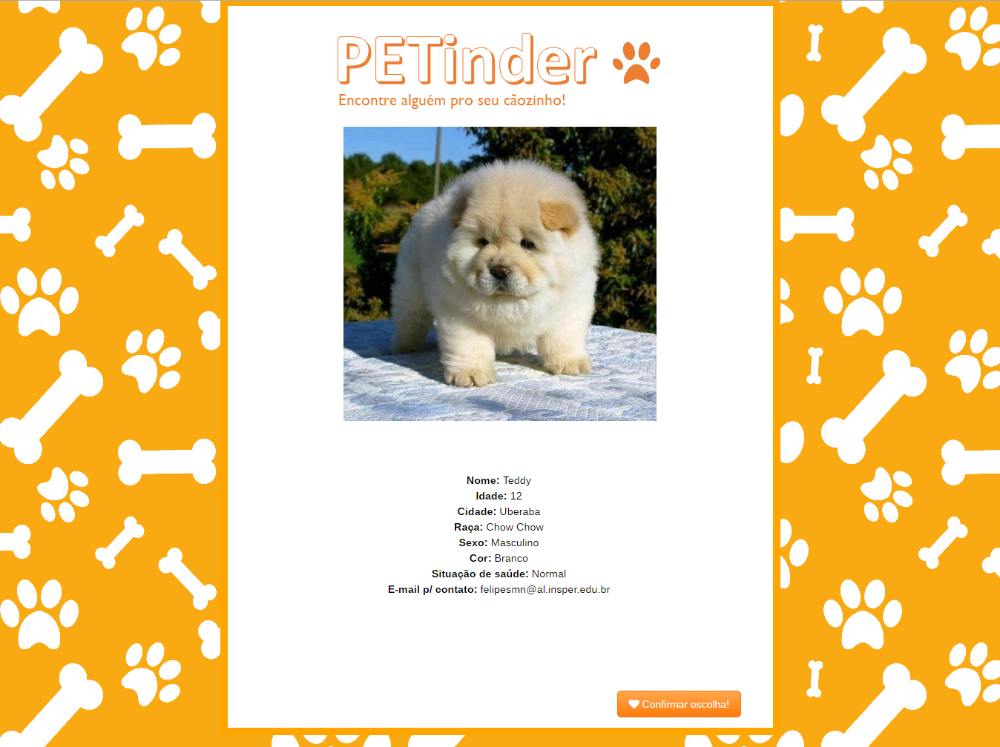 PETinder
Encontre alguém pro seu cãozinho!
Nome: Teddy
Idade: 12
Cidade: Uberaba
Raça: Chow Chow
Sexo: Masculino
Cor: Branco
Situação de saúde: Normal
E-mail p/ contato: felipesmn@al.insper.edu.br
Confirmar escolha!